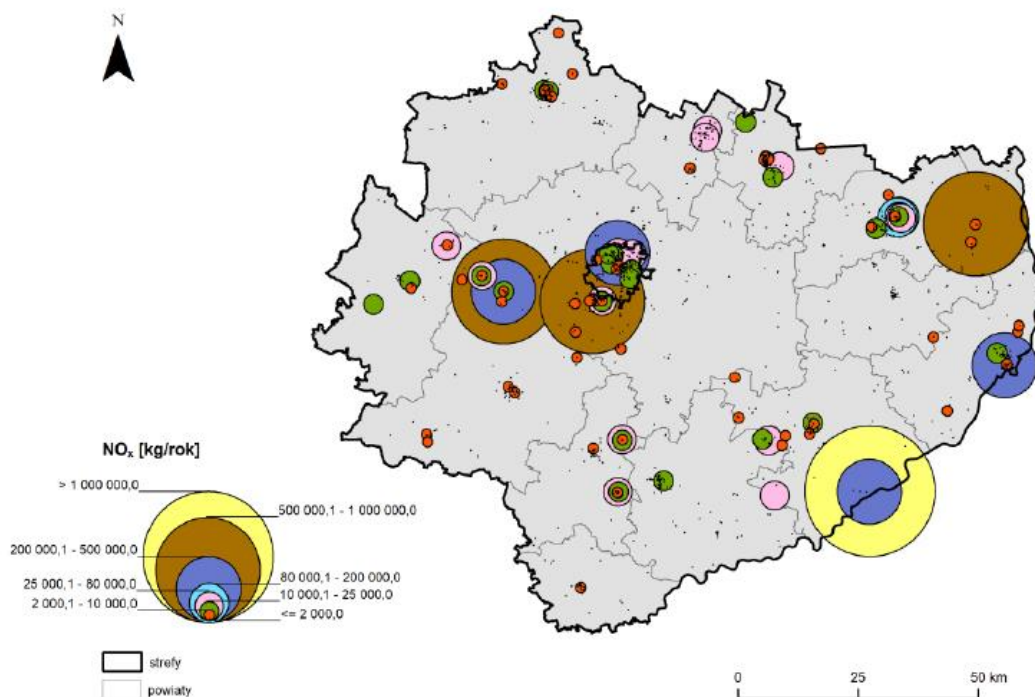 N
NOx [kg/rok]
> 1 000 000,0
500 000,1 - 1 000 000,0
200 000,1 - 500 000,0
80 000,1 - 200 000,0
25 000,1 - 80 000,0
10 000,1 - 25 000,0
2 000,1 - 10 000,0
<= 2 000,0
strefy
powiaty
0 25 50 km